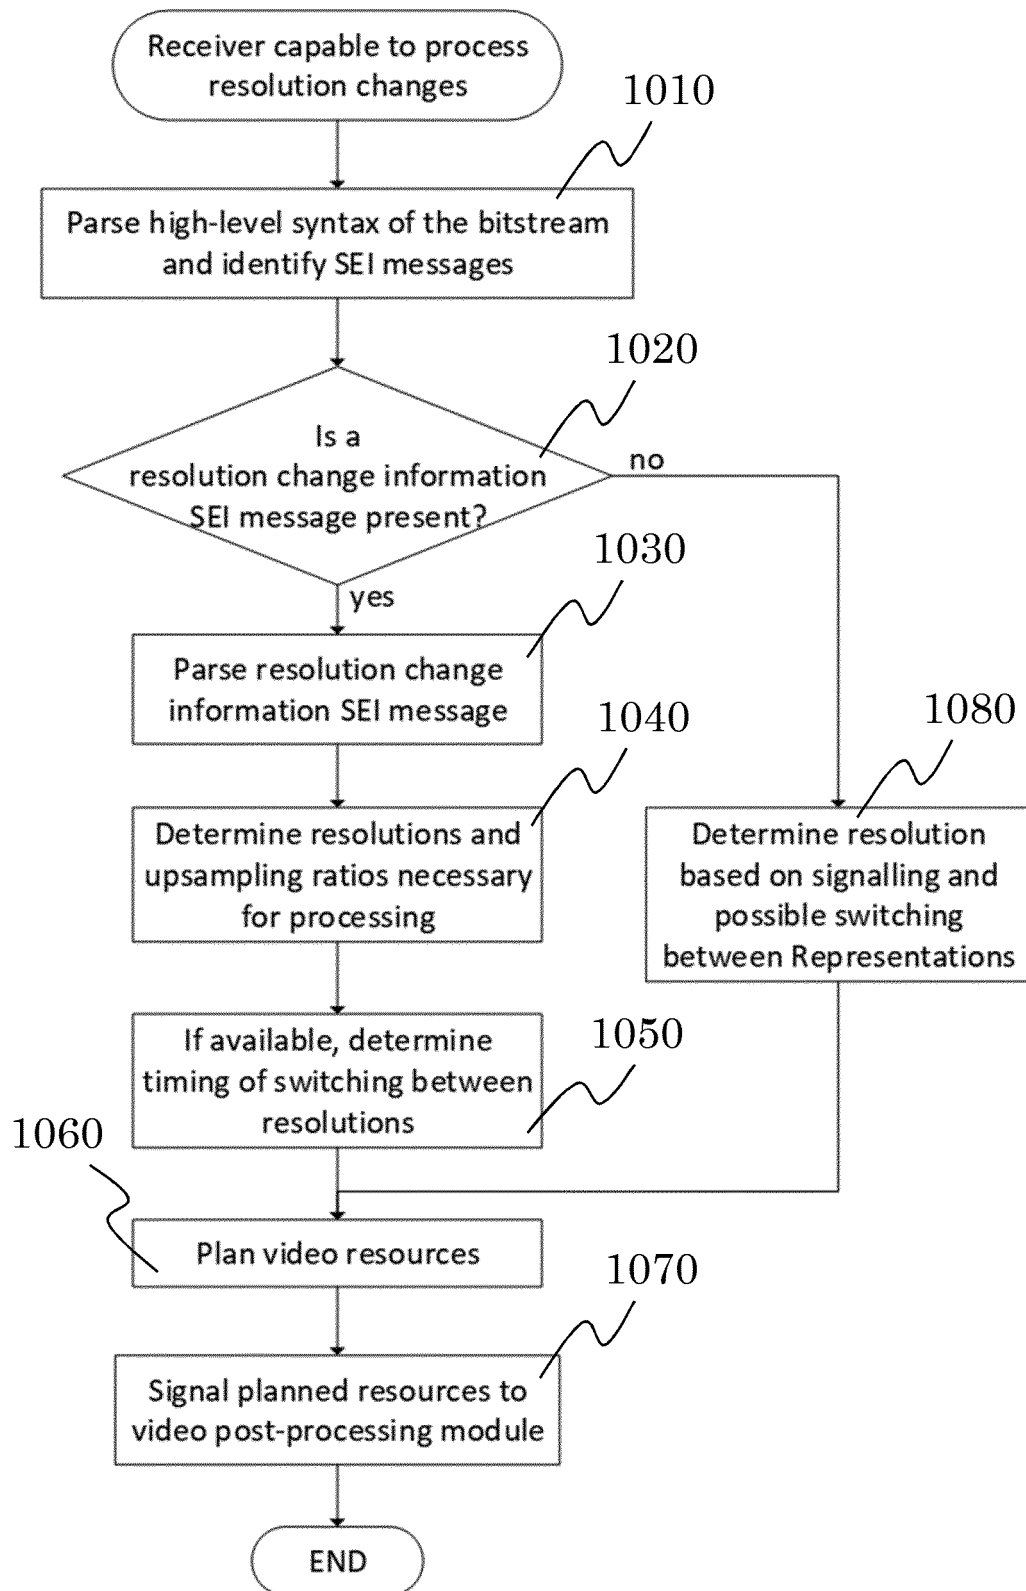 Receiver capable to process
resolution changes
1010
Parse high-level syntax of the bitstream
and identify SEI messages
1020
Is a
resolution change information
SEI message present?
no
yes
1030
Parse resolution change
information SEI message
1040
Determine resolutions and
upsampling ratios necessary
for processing
1080
Determine resolution
based on signalling and
possible switching
between Representations
1050
If available, determine
timing of switching between
resolutions
1060
Plan video resources
1070
Signal planned resources to
video post-processing module
END